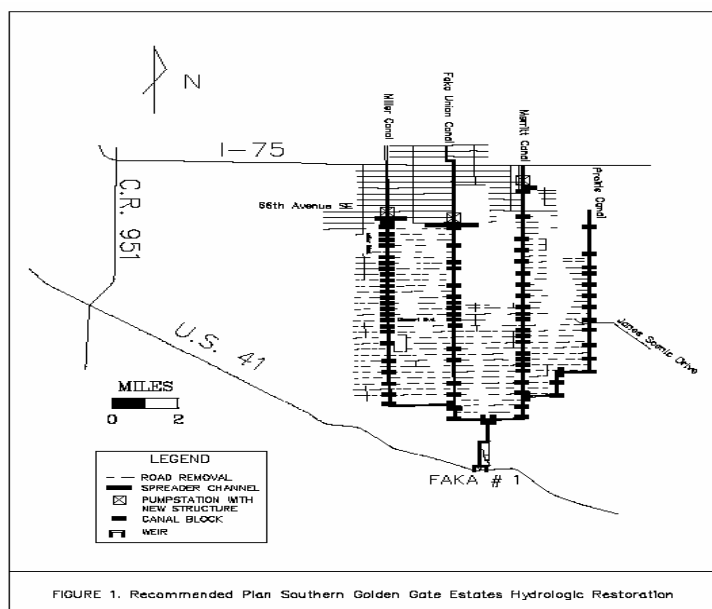 N
Miller Canal
Faka Union Canal
Merritt Canal
Prairie Canal
I-75
66th Avenue SE
C.R. 951
U.S. 41
Janes Scenic Drive
MILES
0 2
LEGEND
ROAD REMOVAL
SPREADER CHANNEL
PUMPSTATION WITH
NEW STRUCTURE
CANAL BLOCK
WEIR
FAKA # 1
FIGURE 1. Recommended Plan Southern Golden Gate Estates Hydrologic Restoration